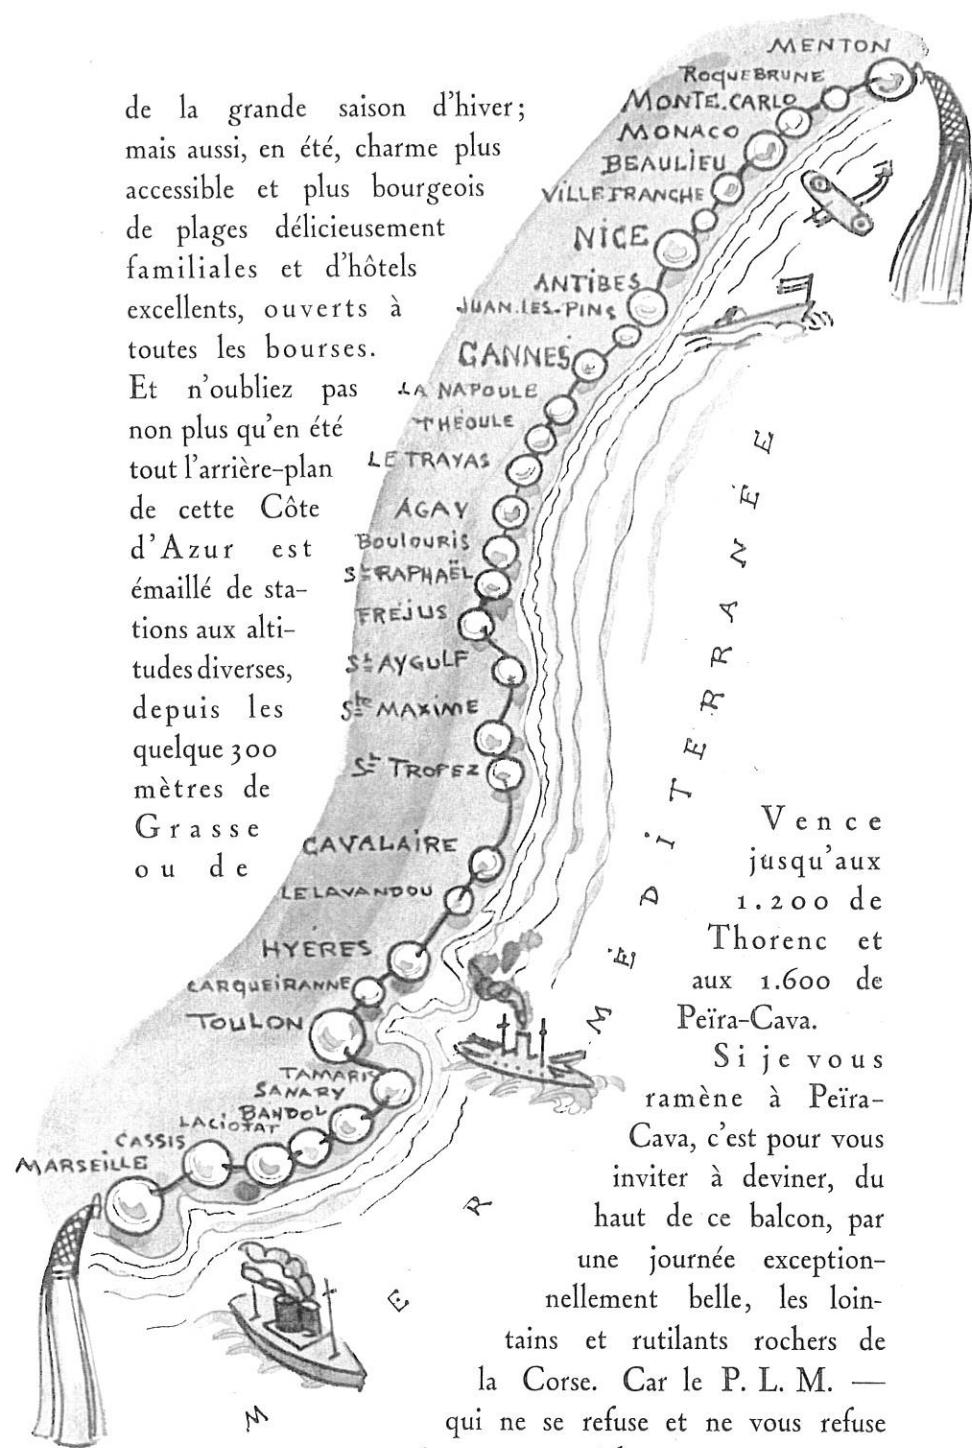 de la grande saison d'hiver;
mais aussi, en été, charme plus
accessible et plus bourgeois
de plages délicieusement
familiales et d'hôtels
excellents, ouverts à
toutes les bourses.
Et n'oubliez pas
non plus qu'en été
tout l'arrière-plan
de cette Côte
d'Azur est
émaillé de sta-
tions aux alti-
tudes diverses,
depuis les
quelque 300
mètres de
Grasse
ou de
MENTON
ROQUEBRUNE
MONTE.CARLO
MONACO
BEAULIEU
VILLEFRANCHE
NICE
ANTIBES
JUAN.LES-PINS
CANNES
LA NAPOULE
THÉOULE
LE TRAYAS
AGAY
BOULOURIS
St RAPHAËL
FREJUS
St AYGULF
Ste MAXIME
St TROPEZ
CAVALAIRE
LE LAVANDOU
HYÈRES
CARQUEIRANNE
TOULON
TAMARIS
SANARY
BANDOL
LA CIOTAT
CASSIS
MARSEILLE
MER MÉDITERRANÉE
Vence
jusqu'aux
1.200 de
Thorenc et
aux 1.600 de
Peïra-Cava.
Si je vous
ramène à Peïra-
Cava, c'est pour vous
inviter à deviner, du
haut de ce balcon, par
une journée exception-
nellement belle, les loin-
tains et rutilants rochers de
la Corse. Car le P. L. M. —
qui ne se refuse et ne vous refuse